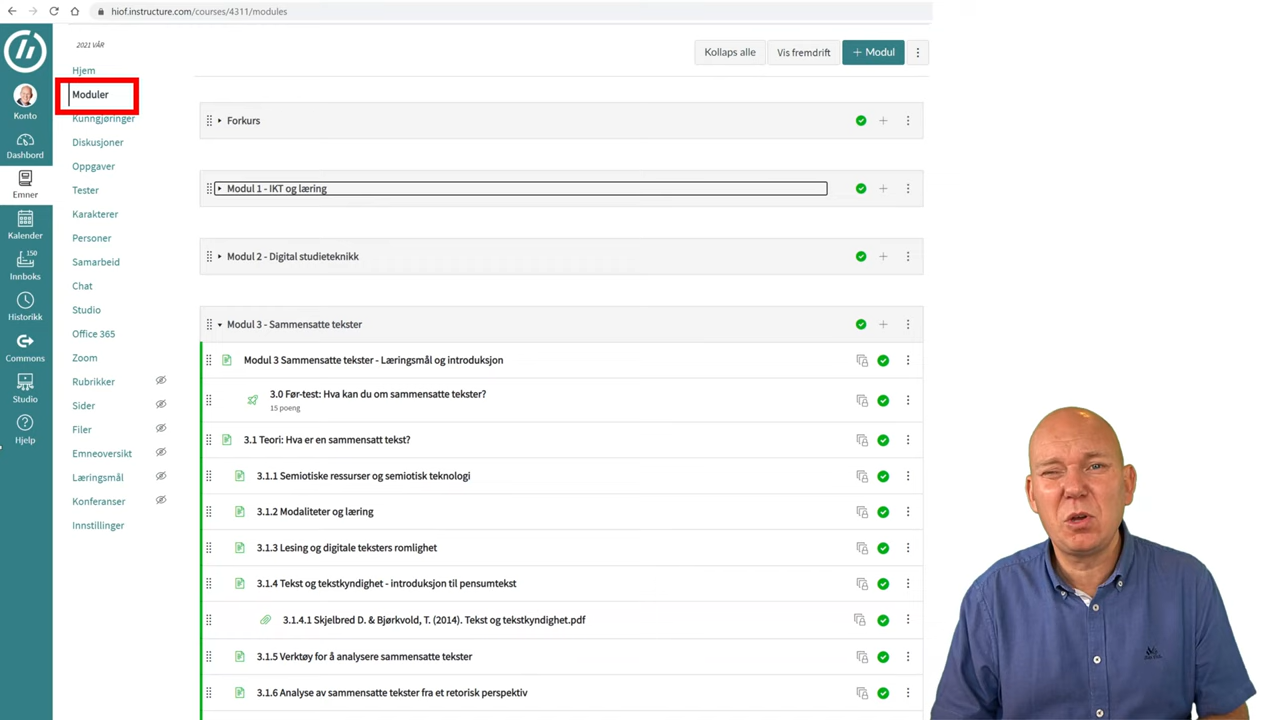 hiof.instructure.com/courses/4311/modules
2021 VÅR
Konto
Dashbord
Emner
Kalender
150
Innboks
Historikk
Commons
Studio
Hjelp
Hjem
Moduler
Kunngjøringer
Diskusjoner
Oppgaver
Tester
Karakterer
Personer
Samarbeid
Chat
Studio
Office 365
Zoom
Rubrikker
Sider
Filer
Emneoversikt
Læringsmål
Konferanser
Innstillinger
Kollaps alle
Vis fremdrift
+ Modul
Forkurs
Modul 1 - IKT og læring
Modul 2 - Digital studieteknikk
Modul 3 - Sammensatte tekster
Modul 3 Sammensatte tekster - Læringsmål og introduksjon
3.0 Før-test: Hva kan du om sammensatte tekster?
15 poeng
3.1 Teori: Hva er en sammensatt tekst?
3.1.1 Semiotiske ressurser og semiotisk teknologi
3.1.2 Modaliteter og læring
3.1.3 Lesing og digitale teksters romlighet
3.1.4 Tekst og tekstkyndighet - introduksjon til pensumtekst
3.1.4.1 Skjelbred D. & Bjørkvold, T. (2014). Tekst og tekstkyndighet.pdf
3.1.5 Verktøy for å analysere sammensatte tekster
3.1.6 Analyse av sammensatte tekster fra et retorisk perspektiv